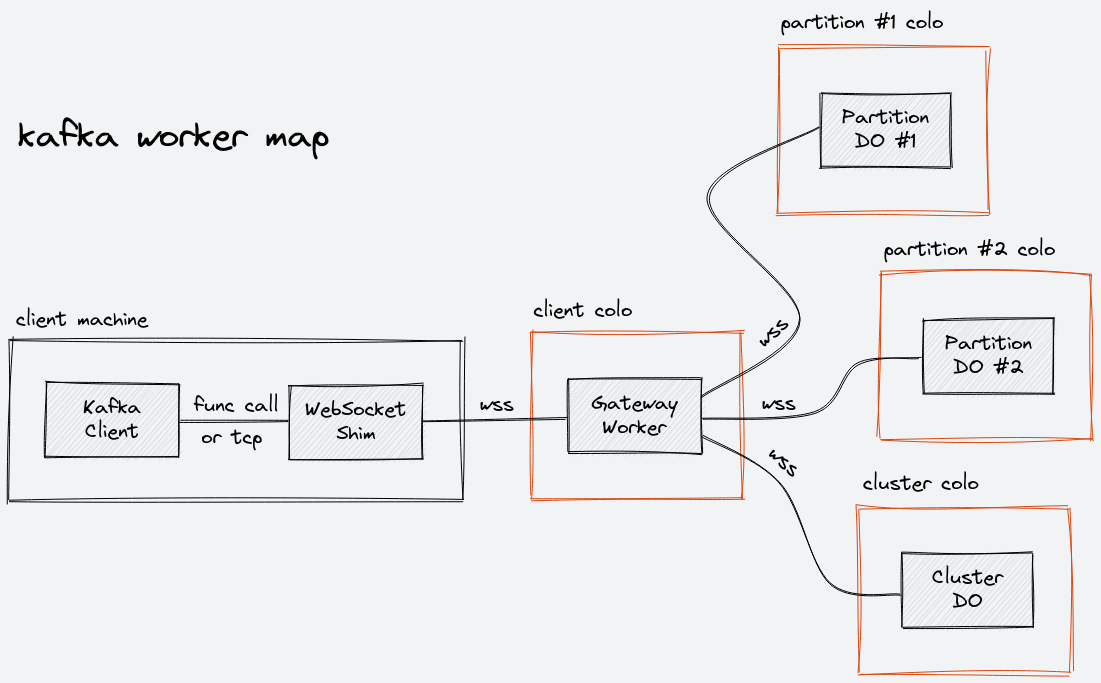 partition #1 colo
Partition
DO #1
kafka worker map
partition #2 colo
Partition
DO #2
client machine
Kafka
Client
func call
or tcp
WebSocket
Shim
wss
client colo
Gateway
Worker
wss
wss
wss
cluster colo
Cluster
DO